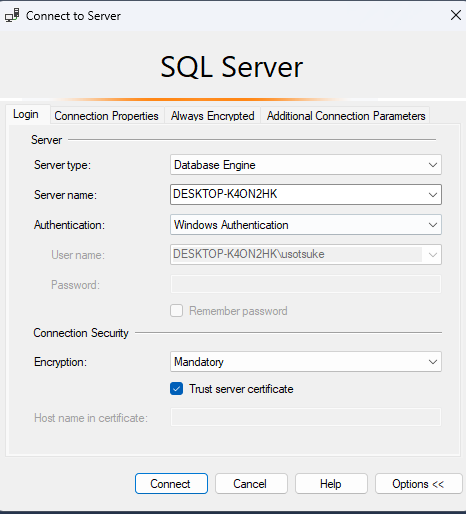 Connect to Server
SQL Server
Login Connection Properties Always Encrypted Additional Connection Parameters
Server
Server type: Database Engine
Server name: DESKTOP-K4ON2HK
Authentication: Windows Authentication
User name: DESKTOP-K4ON2HK\usotsuke
Password:
Remember password
Connection Security
Encryption: Mandatory
Trust server certificate
Host name in certificate:
Connect Cancel Help Options <<